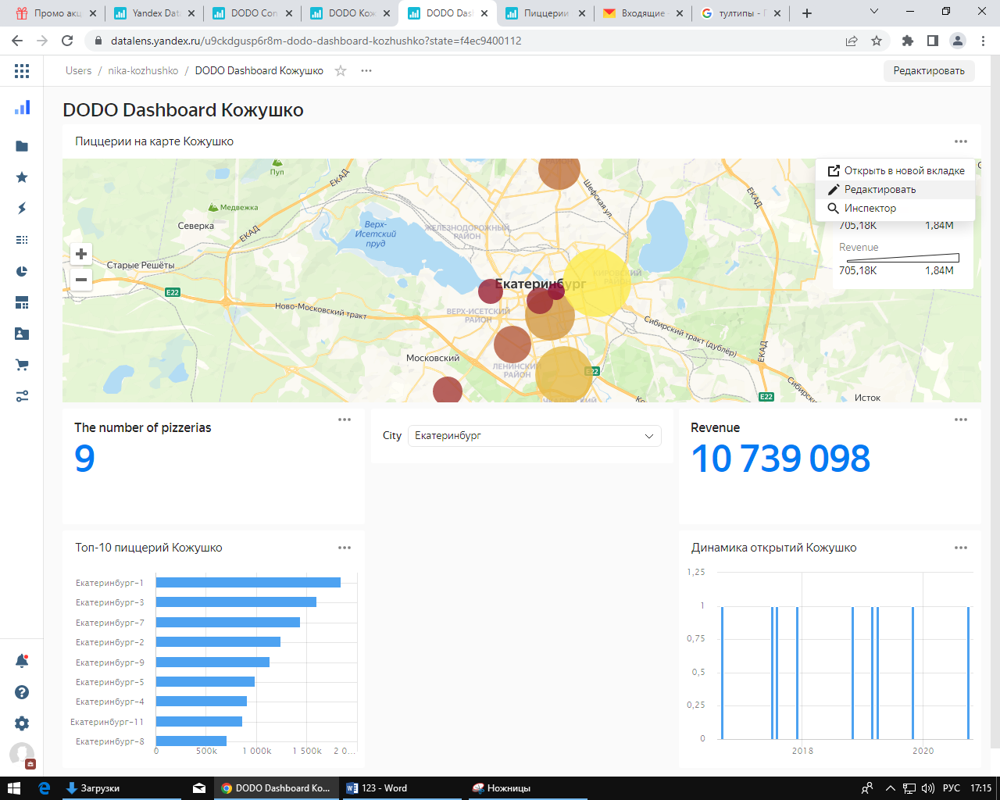 Промо акц
Yandex Dat
DODO Con
DODO Кож
DODO Das
Пиццерии
Входящие
тултипы - П
datalens.yandex.ru/u9ckdgusp6r8m-dodo-dashboard-kozhushko?state=f4ec9400112
Users / nika-kozhushko / DODO Dashboard Кожушко
Редактировать
DODO Dashboard Кожушко
Пиццерии на карте Кожушко
Открыть в новой вкладке
Редактировать
Инспектор
705,18K 1,84M
Revenue
705,18K 1,84M
Пуп
ЕКАД
Шефская ул.
ЕКАД
Медвежка
Северка
ЕКАД
Верх-
Исетский
пруд
ЖЕЛЕЗНОДОРОЖНЫЙ
РАЙОН
Старые Решёты
Екатеринбург
КИРОВСКИЙ
РАЙОН
E22
Ново-Московский тракт
ВЕРХ-ИСЕТСКИЙ
РАЙОН
Сибирский тракт (дублёр)
ЕКАД
Московский
ЛЕНИНСКИЙ
РАЙОН
E22
E22
Исток
The number of pizzerias
9
City Екатеринбург
Revenue
10 739 098
Топ-10 пиццерий Кожушко
Екатеринбург-1
Екатеринбург-3
Екатеринбург-7
Екатеринбург-2
Екатеринбург-9
Екатеринбург-5
Екатеринбург-4
Екатеринбург-11
Екатеринбург-8
0 500k 1 000k 1 500k 2 0...
Динамика открытий Кожушко
1,25
1
0,75
0,5
0,25
0
2018 2020
Загрузки
DODO Dashboard Ко...
123 - Word
Ножницы
РУС 17:15